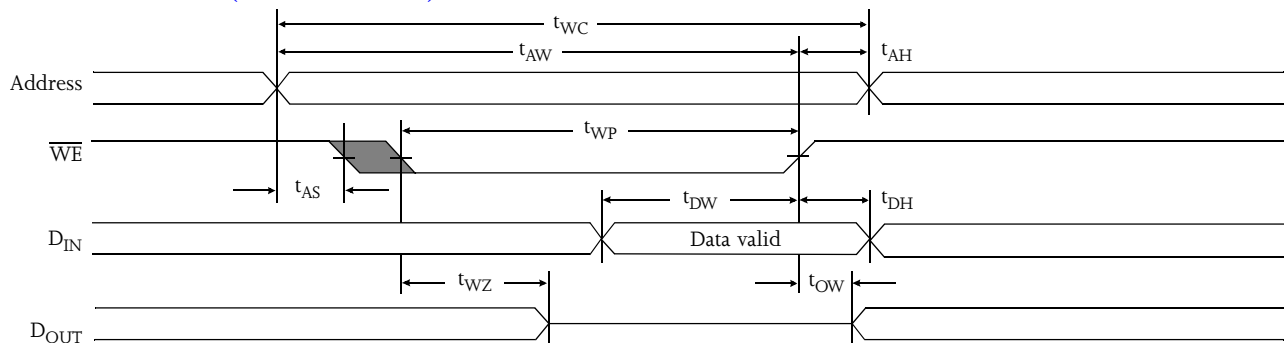 tWC
tAW tAH
Address
tWP
WE
tAS
tDW tDH
DIN Data valid
tWZ tOW
DOUT